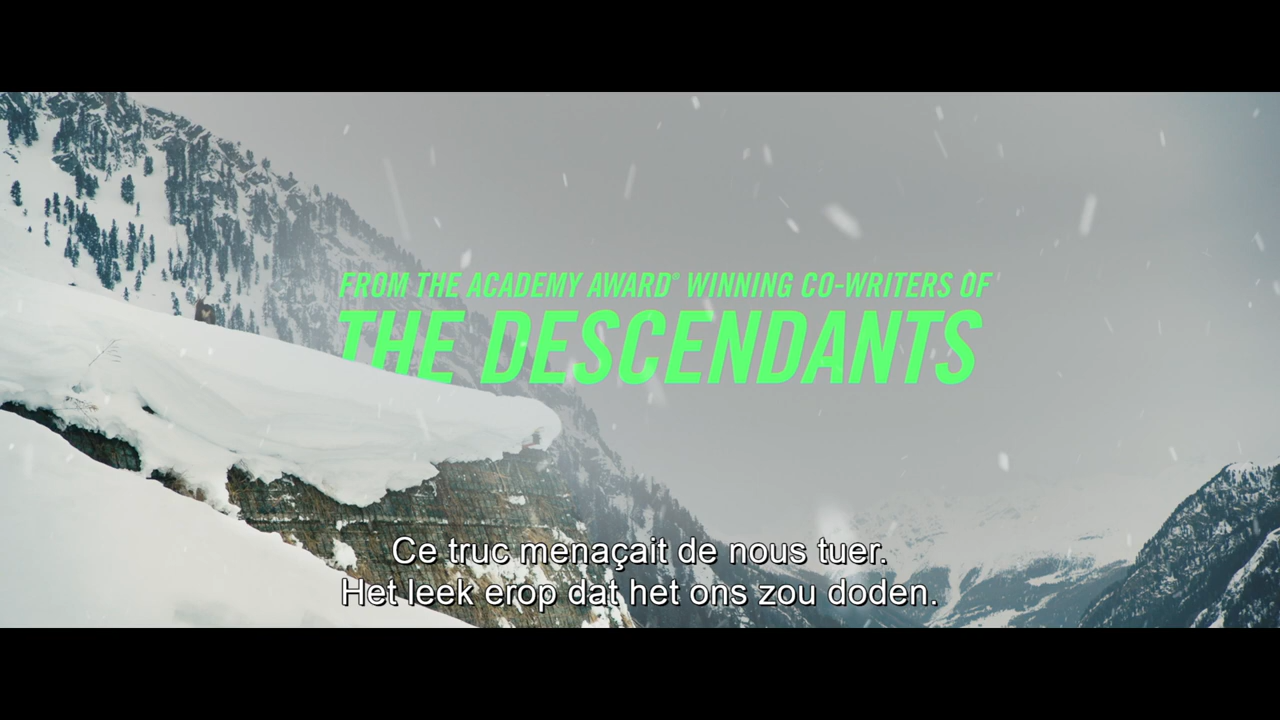 FROM THE ACADEMY AWARD® WINNING CO-WRITERS OF
THE DESCENDANTS
Ce truc menaçait de nous tuer.
Het leek erop dat het ons zou doden.